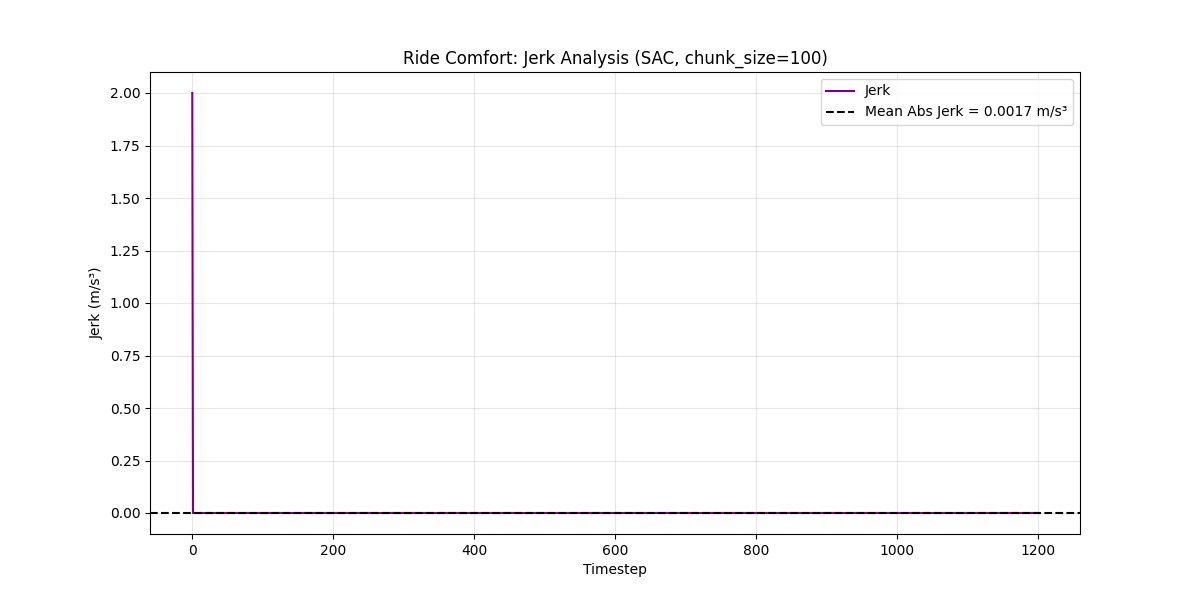 Ride Comfort: Jerk Analysis (SAC, chunk_size=100)
Jerk
Mean Abs Jerk = 0.0017 m/s³
Jerk (m/s³)
2.00
1.75
1.50
1.25
1.00
0.75
0.50
0.25
0.00
0 200 400 600 800 1000 1200
Timestep